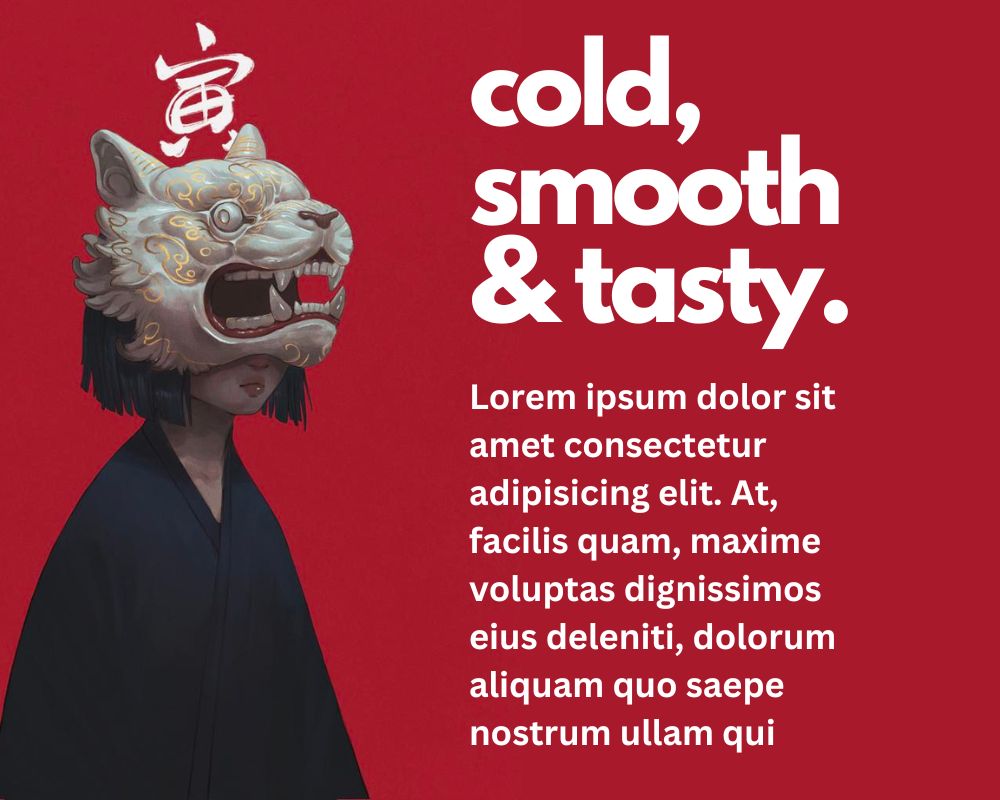 寅
cold,
smooth
& tasty.
Lorem ipsum dolor sit
amet consectetur
adipisicing elit. At,
facilis quam, maxime
voluptas dignissimos
eius deleniti, dolorum
aliquam quo saepe
nostrum ullam qui